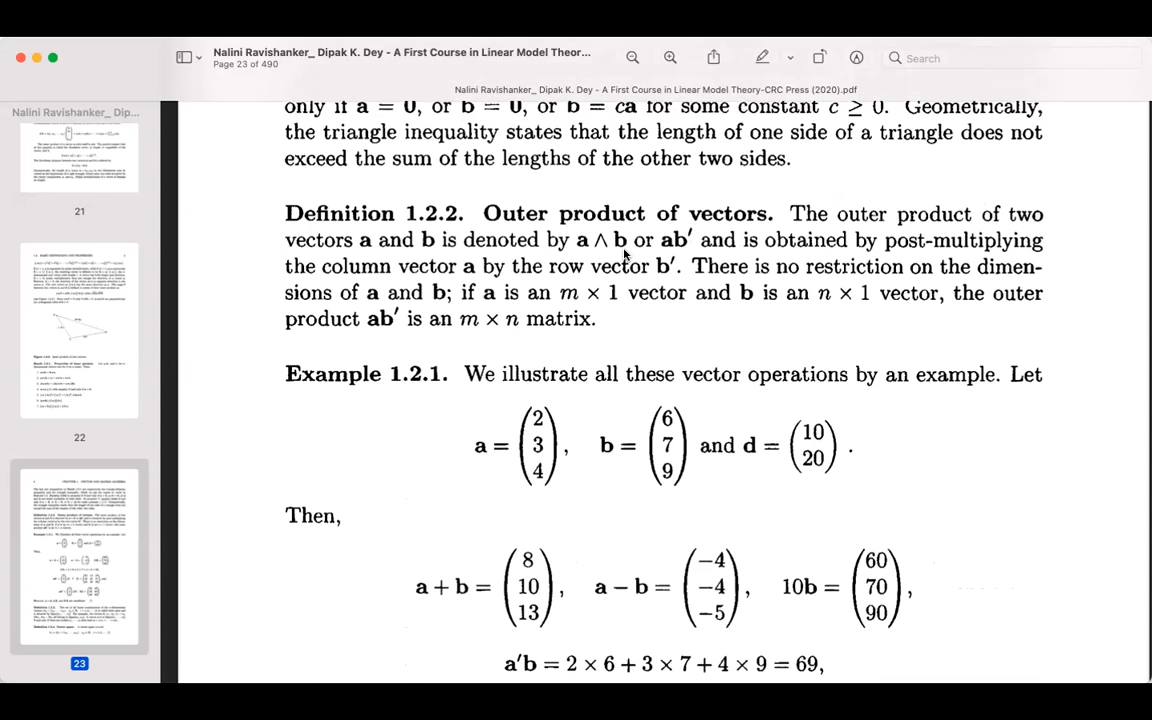 Nalini Ravishanker_ Dipak K. Dey - A First Course in Linear Model Theor...
Page 23 of 490
Search
Nalini Ravishanker_ Dipak K. Dey - A First Course in Linear Model Theory-CRC Press (2020).pdf
Nalini Ravishanker_ Dip...
21
22
23
only if a = 0, or b = 0, or b = ca for some constant c ≥ 0. Geometrically,
the triangle inequality states that the length of one side of a triangle does not
exceed the sum of the lengths of the other two sides.
Definition 1.2.2. Outer product of vectors. The outer product of two
vectors a and b is denoted by a ∧ b or ab′ and is obtained by post-multiplying
the column vector a by the row vector b′. There is no restriction on the dimen-
sions of a and b; if a is an m × 1 vector and b is an n × 1 vector, the outer
product ab′ is an m × n matrix.
Example 1.2.1. We illustrate all these vector operations by an example. Let
a = (2 3 4), b = (6 7 9) and d = (10 20).
Then,
a + b = (8 10 13), a − b = (−4 −4 −5), 10b = (60 70 90),
a′b = 2 × 6 + 3 × 7 + 4 × 9 = 69,